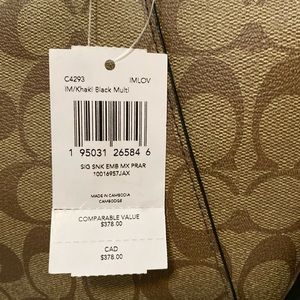 C4293 IMLOV
IM/Khaki Black Multi
1 95031 26584 6
SIG SNK EMB MX PRAR
10016957JAX
MADE IN CAMBODIA
CAMBODGE
COMPARABLE VALUE
$378.00
CAD
$378.00